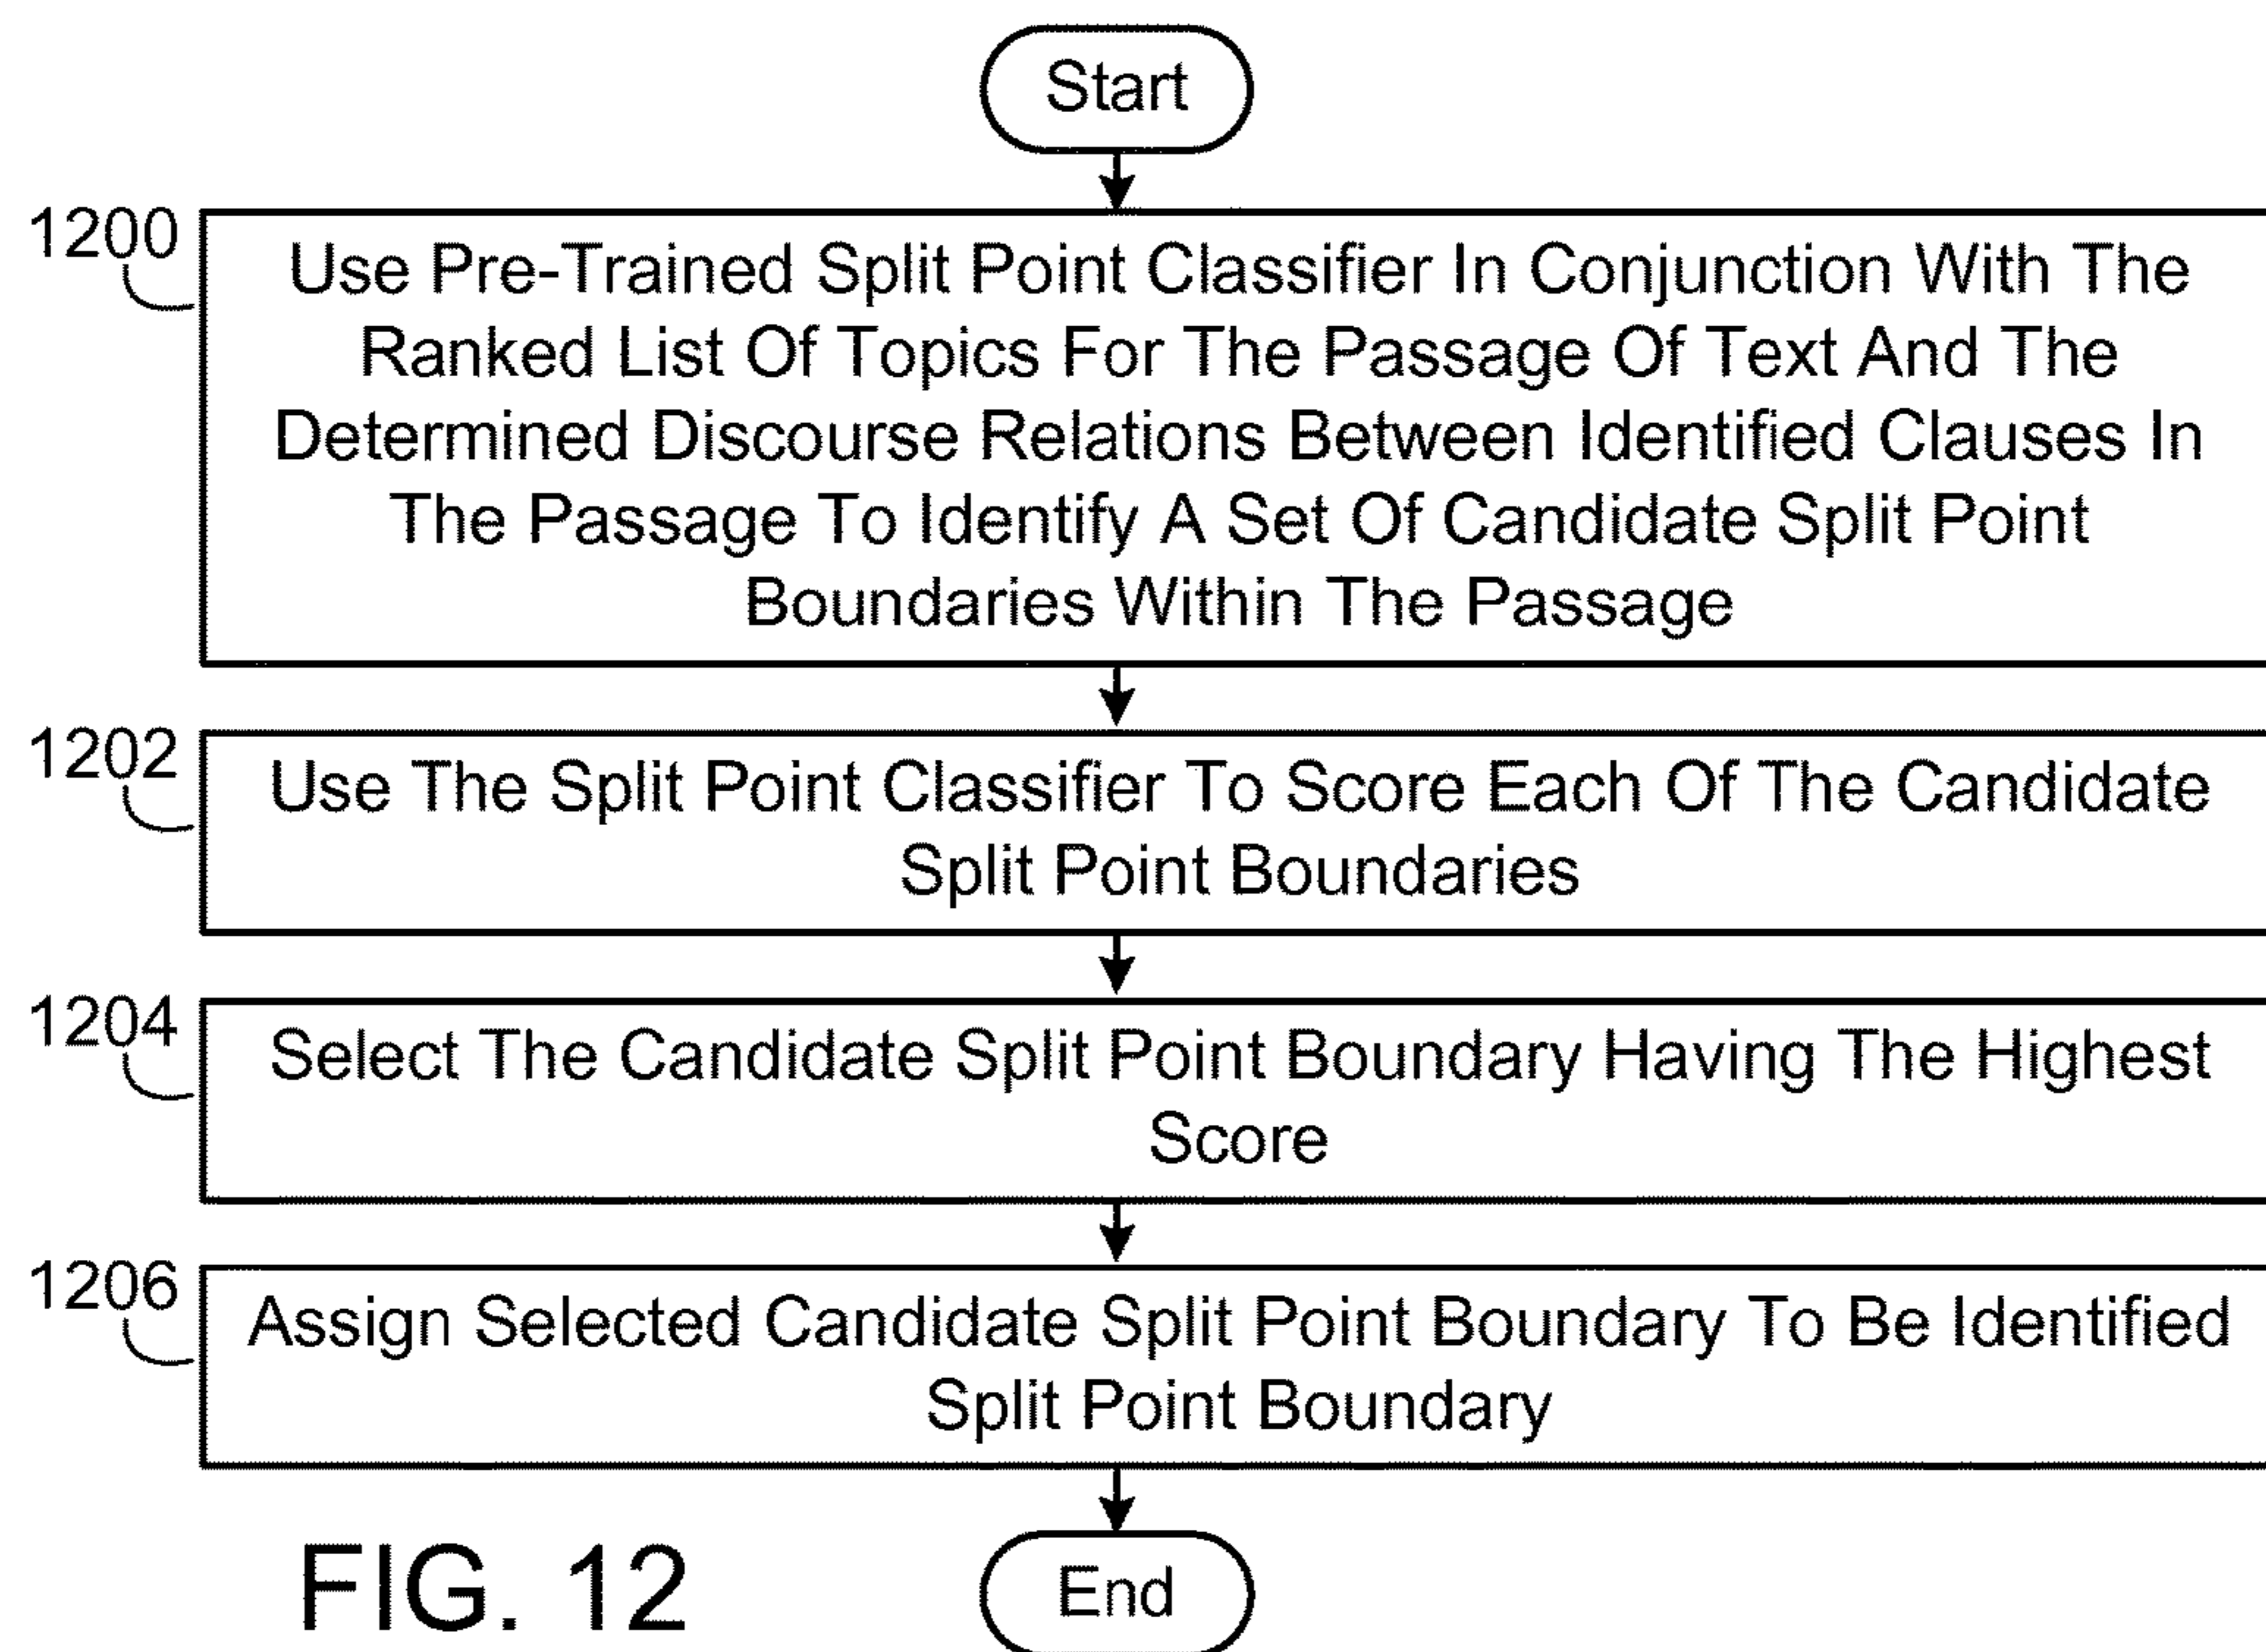 Start
1200
Use Pre-Trained Split Point Classifier In Conjunction With The
Ranked List Of Topics For The Passage Of Text And The
Determined Discourse Relations Between Identified Clauses In
The Passage To Identify A Set Of Candidate Split Point
Boundaries Within The Passage
1202
Use The Split Point Classifier To Score Each Of The Candidate
Split Point Boundaries
1204
Select The Candidate Split Point Boundary Having The Highest
Score
1206
Assign Selected Candidate Split Point Boundary To Be Identified
Split Point Boundary
FIG. 12
End